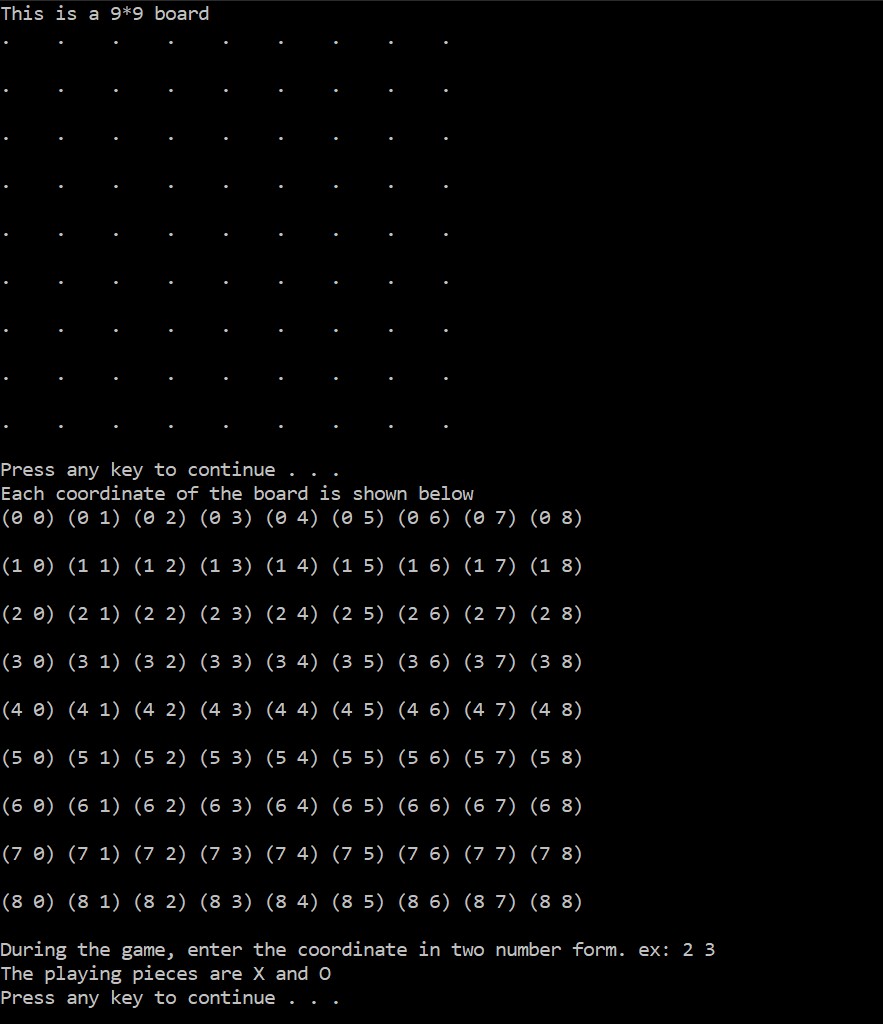 This is a 9*9 board
. . . . . . . . .
. . . . . . . . .
. . . . . . . . .
. . . . . . . . .
. . . . . . . . .
. . . . . . . . .
. . . . . . . . .
. . . . . . . . .
. . . . . . . . .
Press any key to continue . . .
Each coordinate of the board is shown below
(0 0) (0 1) (0 2) (0 3) (0 4) (0 5) (0 6) (0 7) (0 8)
(1 0) (1 1) (1 2) (1 3) (1 4) (1 5) (1 6) (1 7) (1 8)
(2 0) (2 1) (2 2) (2 3) (2 4) (2 5) (2 6) (2 7) (2 8)
(3 0) (3 1) (3 2) (3 3) (3 4) (3 5) (3 6) (3 7) (3 8)
(4 0) (4 1) (4 2) (4 3) (4 4) (4 5) (4 6) (4 7) (4 8)
(5 0) (5 1) (5 2) (5 3) (5 4) (5 5) (5 6) (5 7) (5 8)
(6 0) (6 1) (6 2) (6 3) (6 4) (6 5) (6 6) (6 7) (6 8)
(7 0) (7 1) (7 2) (7 3) (7 4) (7 5) (7 6) (7 7) (7 8)
(8 0) (8 1) (8 2) (8 3) (8 4) (8 5) (8 6) (8 7) (8 8)
During the game, enter the coordinate in two number form. ex: 2 3
The playing pieces are X and O
Press any key to continue . . .